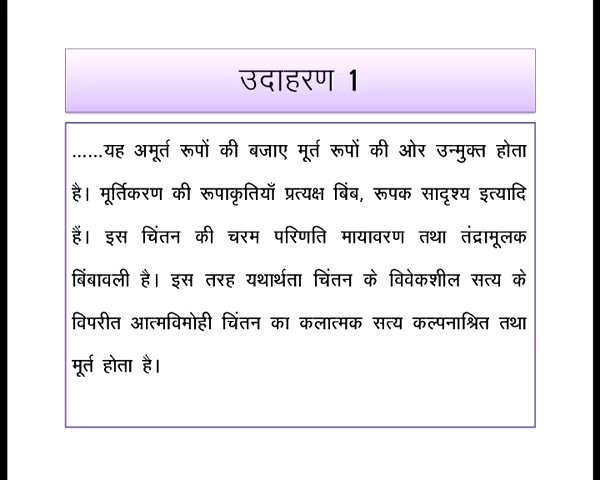 उदाहरण 1
......यह अमूर्त रूपों की बजाए मूर्त रूपों की ओर उन्मुक्त होता
है। मूर्तिकरण की रूपाकृतियाँ प्रत्यक्ष बिंब, रूपक सादृश्य इत्यादि
हैं। इस चिंतन की चरम परिणति मायावरण तथा तंद्रामूलक
बिंबावली है। इस तरह यथार्थता चिंतन के विवेकशील सत्य के
विपरीत आत्मविमोही चिंतन का कलात्मक सत्य कल्पनाश्रित तथा
मूर्त होता है।